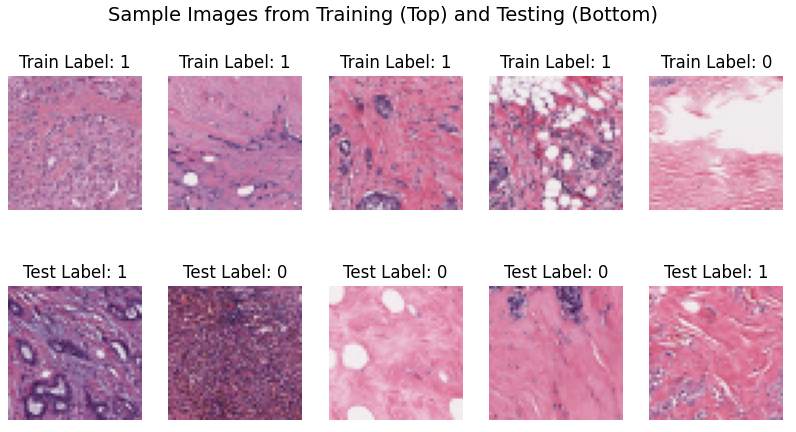 Sample Images from Training (Top) and Testing (Bottom)
Train Label: 1
Train Label: 1
Train Label: 1
Train Label: 1
Train Label: 0
Test Label: 1
Test Label: 0
Test Label: 0
Test Label: 0
Test Label: 1